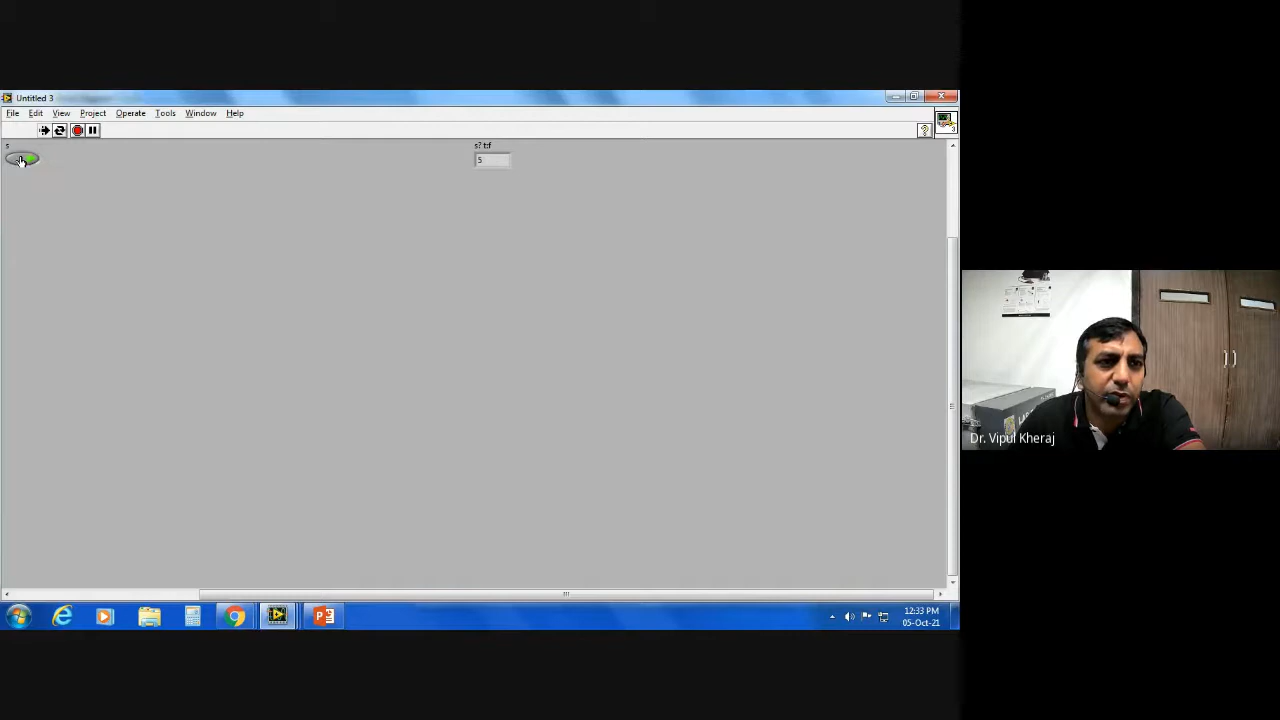 Untitled 3
File Edit View Project Operate Tools Window Help
3
s
s? t:f
5
Dr. Vipul Kheraj
12:33 PM
05-Oct-21